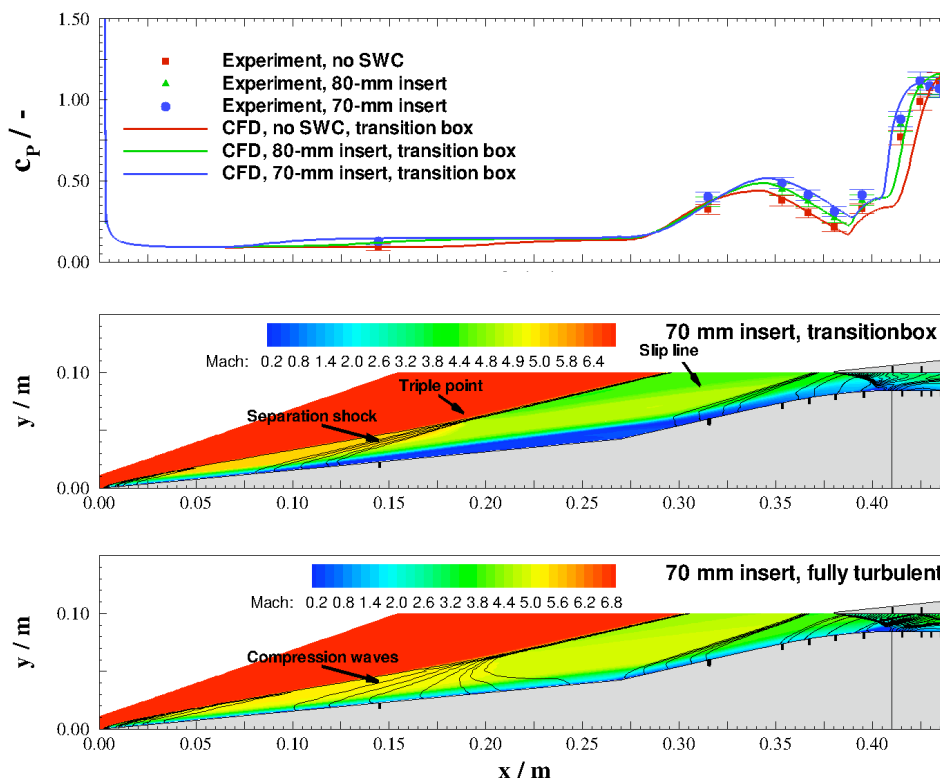 1.50
1.00
0.50
0.00
c_P / -
Experiment, no SWC
Experiment, 80-mm insert
Experiment, 70-mm insert
CFD, no SWC, transition box
CFD, 80-mm insert, transition box
CFD, 70-mm insert, transition box
70 mm insert, transitionbox
Mach: 0.2 0.8 1.4 2.0 2.6 3.2 3.8 4.4 4.9 5.0 5.8 6.4
Slip line
Triple point
Separation shock
0.10
0.00
y / m
0.00 0.05 0.10 0.15 0.20 0.25 0.30 0.35 0.40
70 mm insert, fully turbulent
Mach: 0.2 0.8 1.4 2.0 2.6 3.2 3.8 4.4 5.0 5.6 6.2 6.8
Compression waves
0.10
0.00
y / m
0.00 0.05 0.10 0.15 0.20 0.25 0.30 0.35 0.40
x / m